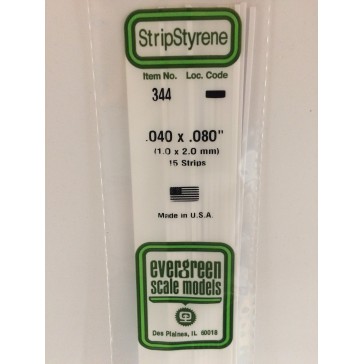 StripStyrene
Item No. Loc. Code
344
.040 x .080"
(1.0 x 2.0 mm)
15 Strips
Made in U.S.A.
evergreen
scale models
Des Plaines, IL 60018